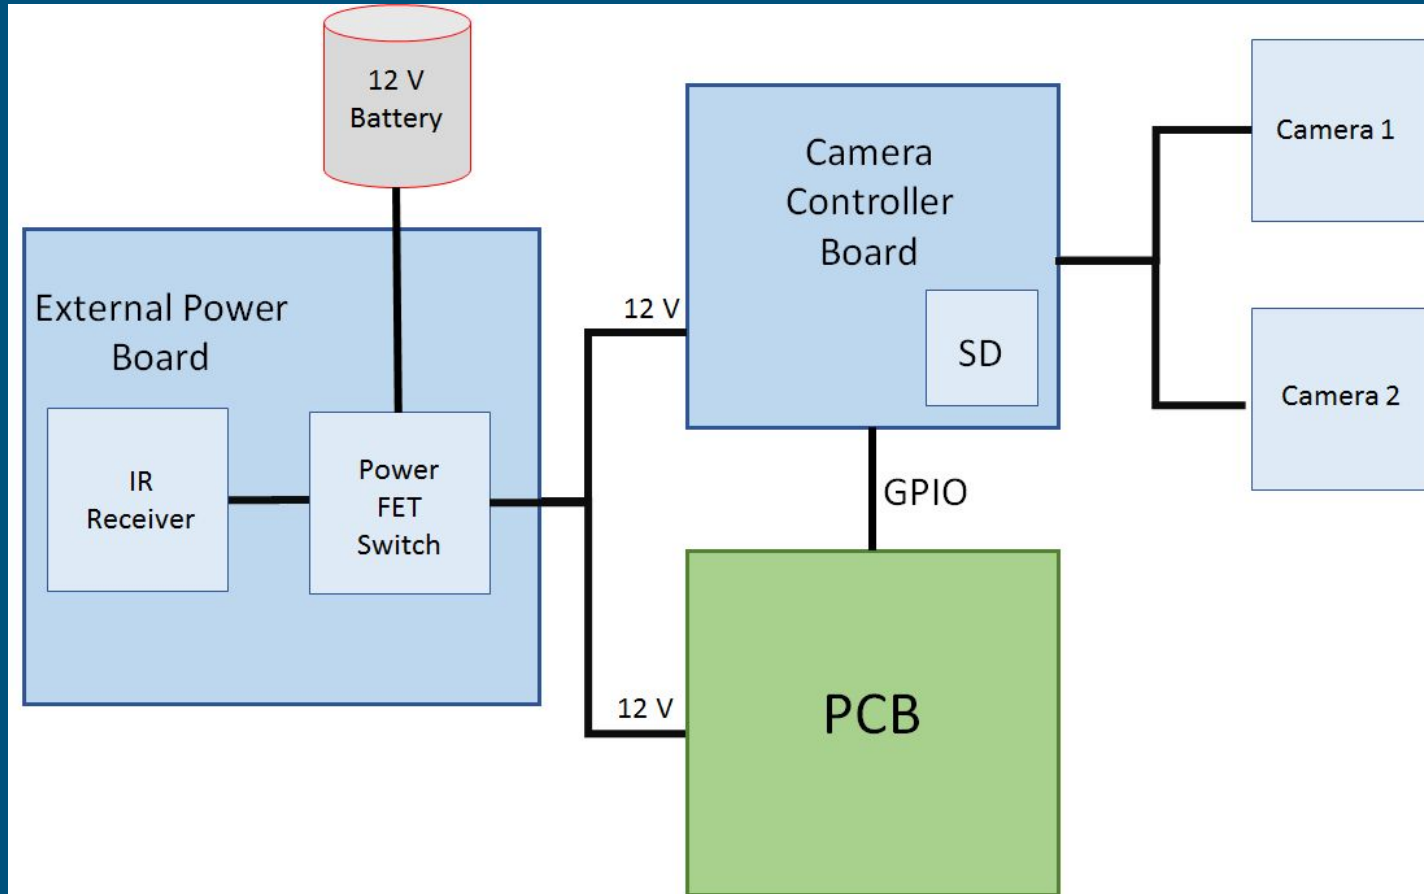 12 V
Battery
External Power
Board
IR
Receiver
Power
FET
Switch
12 V
12 V
Camera
Controller
Board
SD
GPIO
PCB
Camera 1
Camera 2